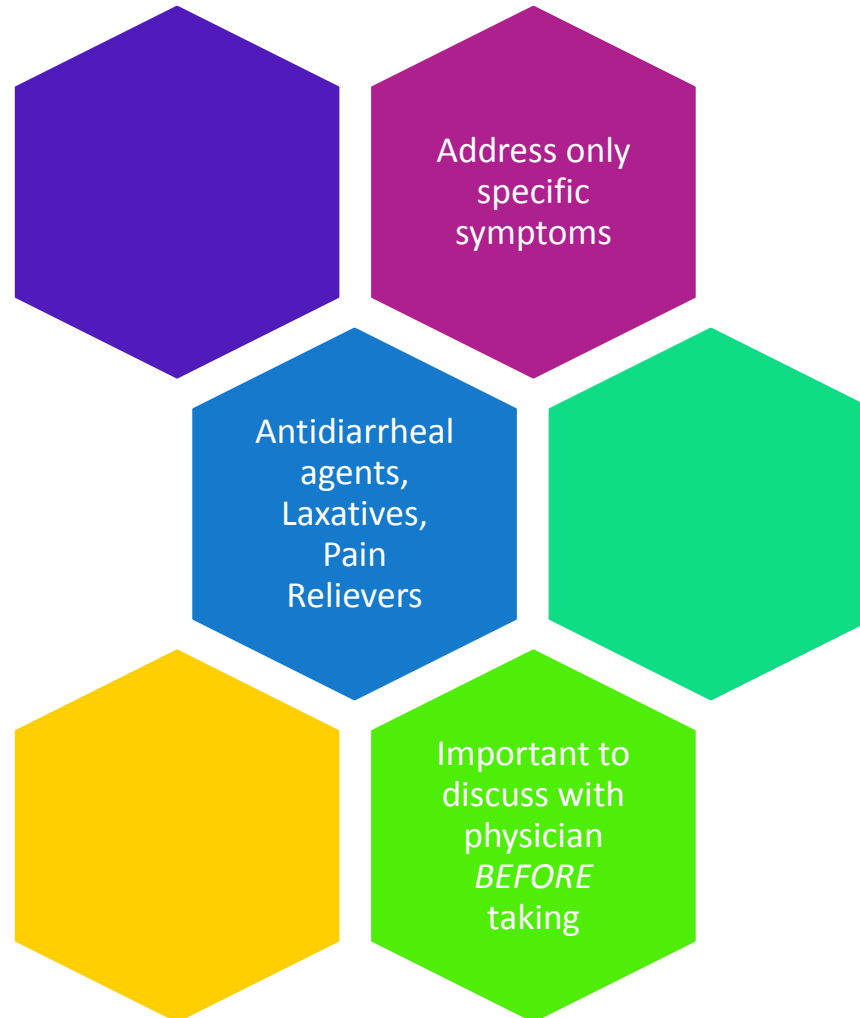 Address only
specific
symptoms
Antidiarrheal
agents,
Laxatives,
Pain
Relievers
Important to
discuss with
physician
BEFORE
taking